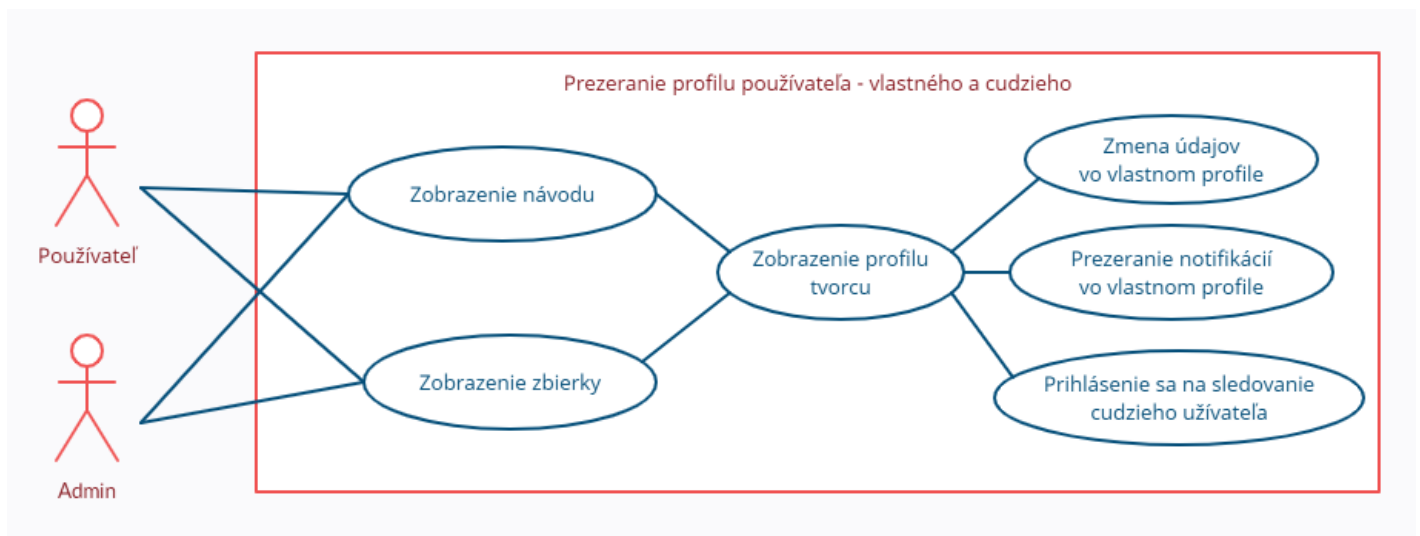 Prezeranie profilu používateľa - vlastného a cudzieho
Používateľ
Admin
Zobrazenie návodu
Zobrazenie zbierky
Zobrazenie profilu
tvorcu
Zmena údajov
vo vlastnom profile
Prezeranie notifikácií
vo vlastnom profile
Prihlásenie sa na sledovanie
cudzieho užívateľa